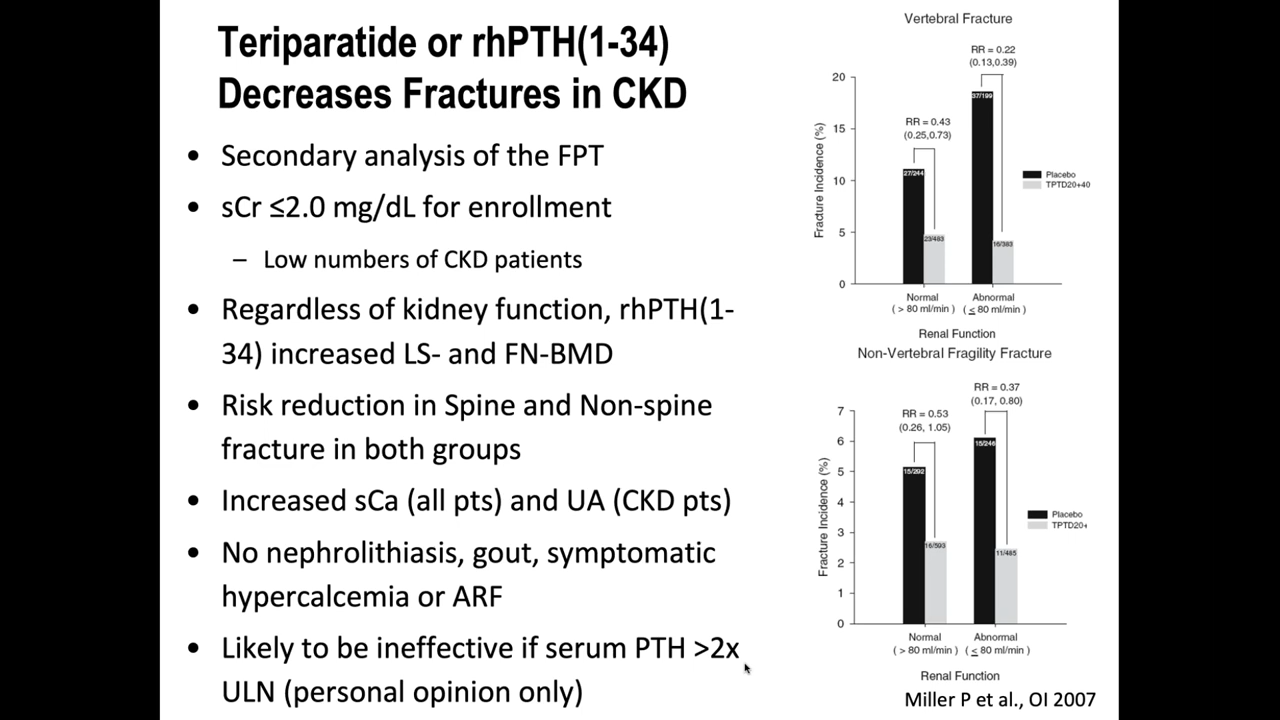 Teriparatide or rhPTH(1-34)
Decreases Fractures in CKD
• Secondary analysis of the FPT
• sCr ≤2.0 mg/dL for enrollment
– Low numbers of CKD patients
• Regardless of kidney function, rhPTH(1-
34) increased LS- and FN-BMD
• Risk reduction in Spine and Non-spine
fracture in both groups
• Increased sCa (all pts) and UA (CKD pts)
• No nephrolithiasis, gout, symptomatic
hypercalcemia or ARF
• Likely to be ineffective if serum PTH >2x
ULN (personal opinion only)
Vertebral Fracture
RR = 0.22
(0.13,0.39)
RR = 0.43
(0.25,0.73)
Fracture Incidence (%)
20
15
10
5
0
27/244
23/483
37/199
16/383
Placebo
TPTD20+40
Normal
( > 80 ml/min )
Abnormal
( ≤ 80 ml/min )
Renal Function
Non-Vertebral Fragility Fracture
RR = 0.37
(0.17, 0.80)
RR = 0.53
(0.26, 1.05)
Fracture Incidence (%)
7
6
5
4
3
2
1
0
15/292
16/593
15/246
11/485
Placebo
TPTD20+
Normal
( > 80 ml/min )
Abnormal
( ≤ 80 ml/min )
Renal Function
Miller P et al., OI 2007